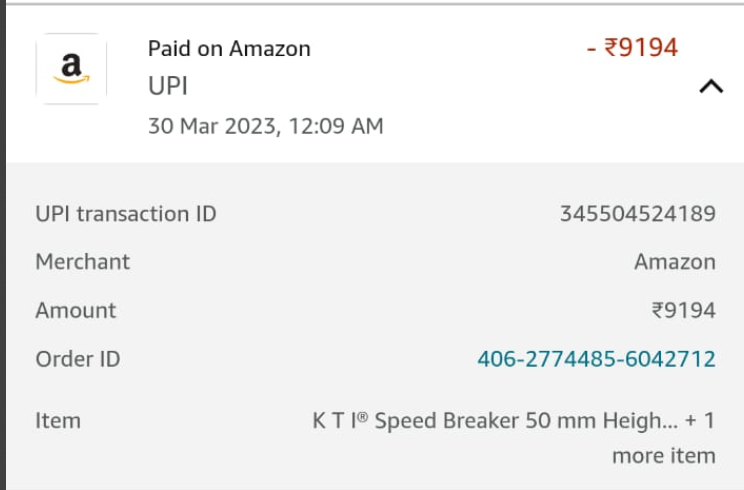 a
Paid on Amazon
- ₹9194
UPI
30 Mar 2023, 12:09 AM
UPI transaction ID
345504524189
Merchant
Amazon
Amount
₹9194
Order ID
406-2774485-6042712
Item
K T I® Speed Breaker 50 mm Heigh... + 1
more item